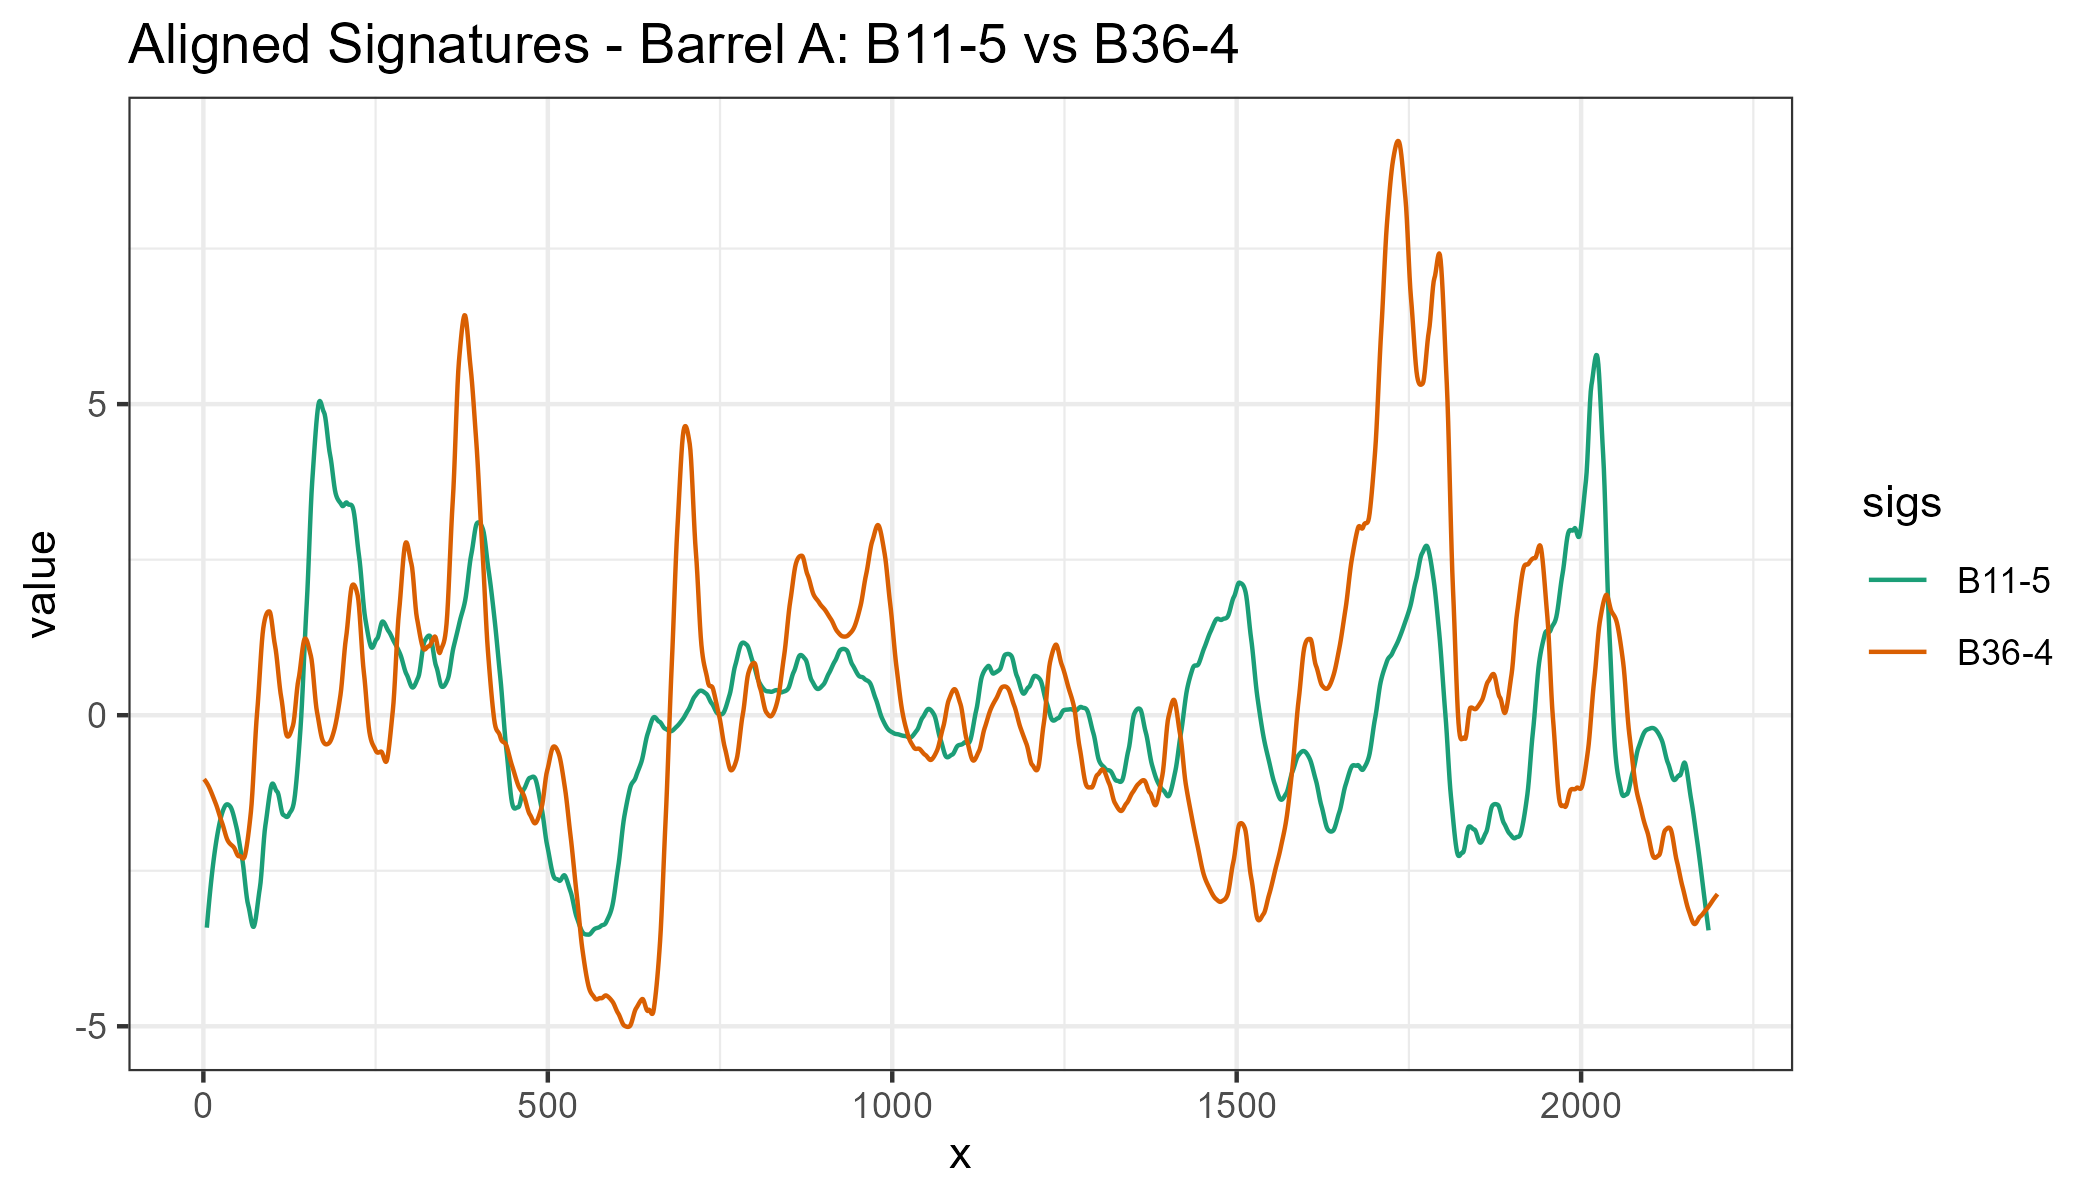 Aligned Signatures - Barrel A: B11-5 vs B36-4
value
5
0
-5
0
500
1000
1500
2000
x
sigs
B11-5
B36-4